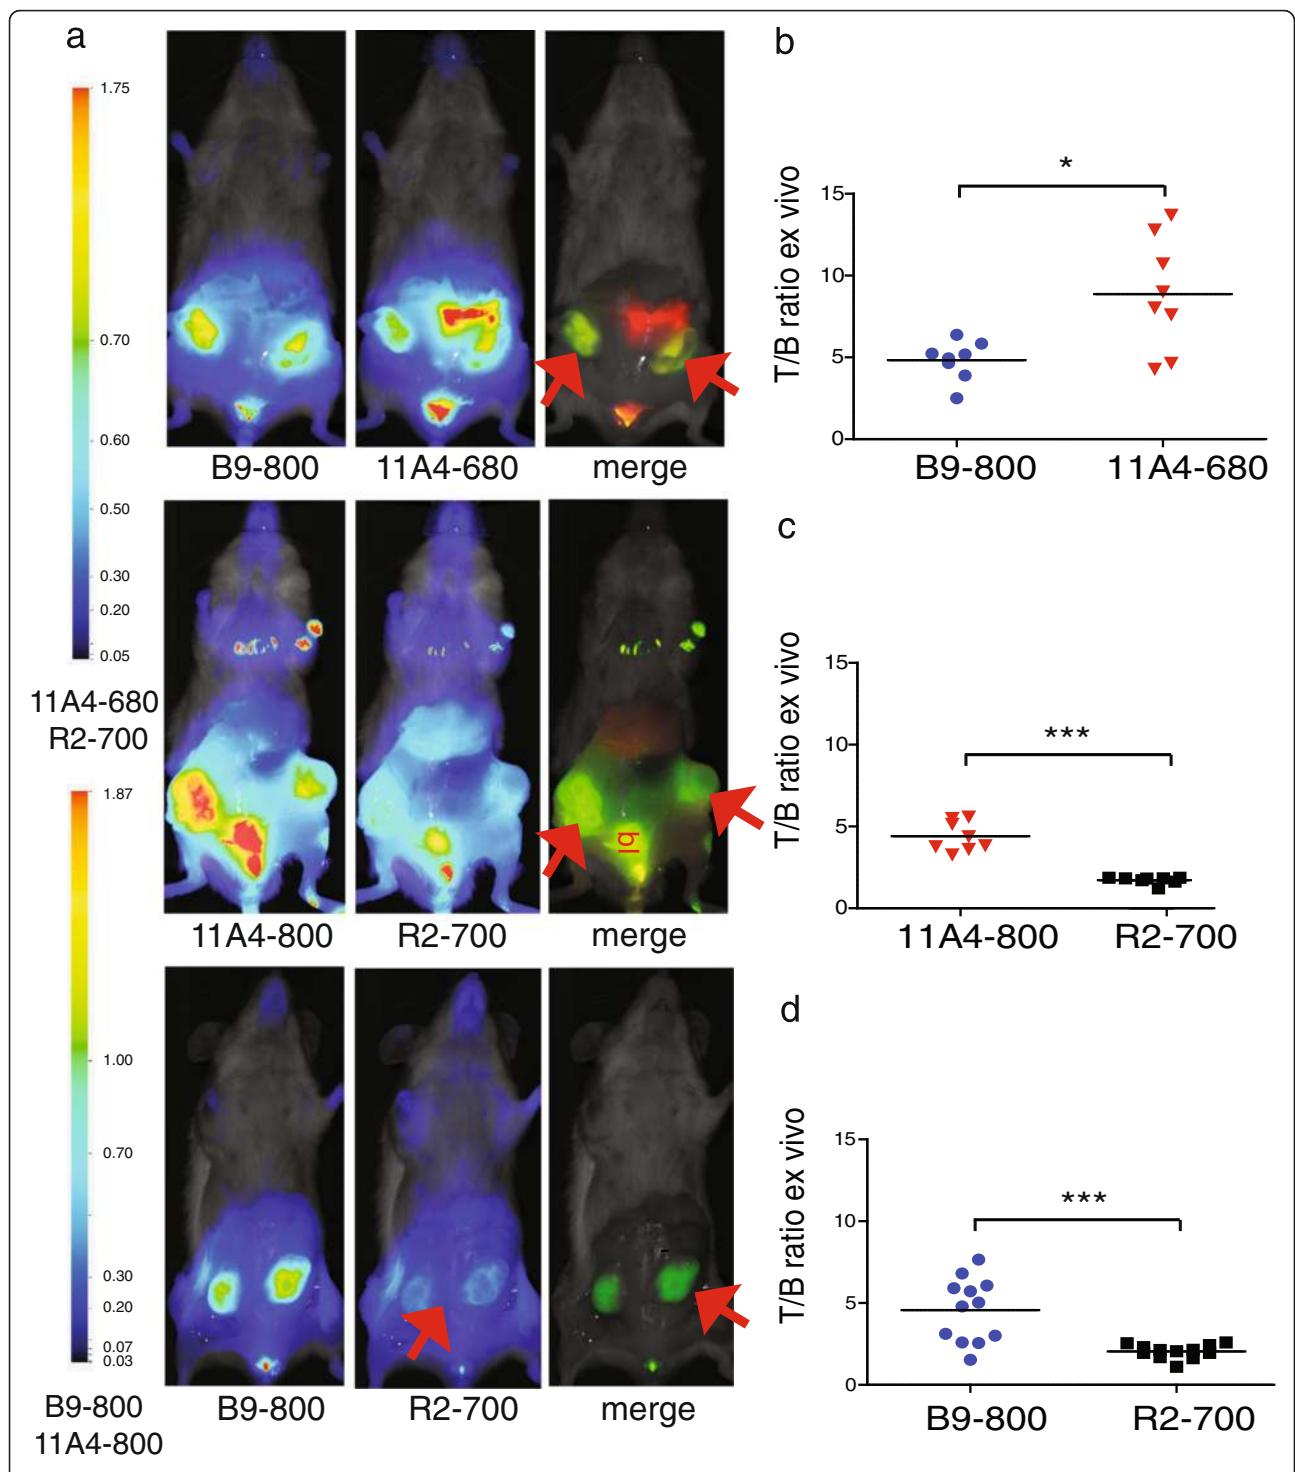 a
1.75
0.70
0.60
0.50
0.30
0.20
0.05
11A4-680
R2-700
1.87
1.00
0.70
0.30
0.20
0.07
0.03
B9-800
11A4-800
B9-800
11A4-680
merge
11A4-800
R2-700
bl
merge
B9-800
R2-700
merge
b
T/B ratio ex vivo
15
10
5
0
*
B9-800
11A4-680
c
T/B ratio ex vivo
15
10
5
0
***
11A4-800
R2-700
d
T/B ratio ex vivo
15
10
5
0
***
B9-800
R2-700